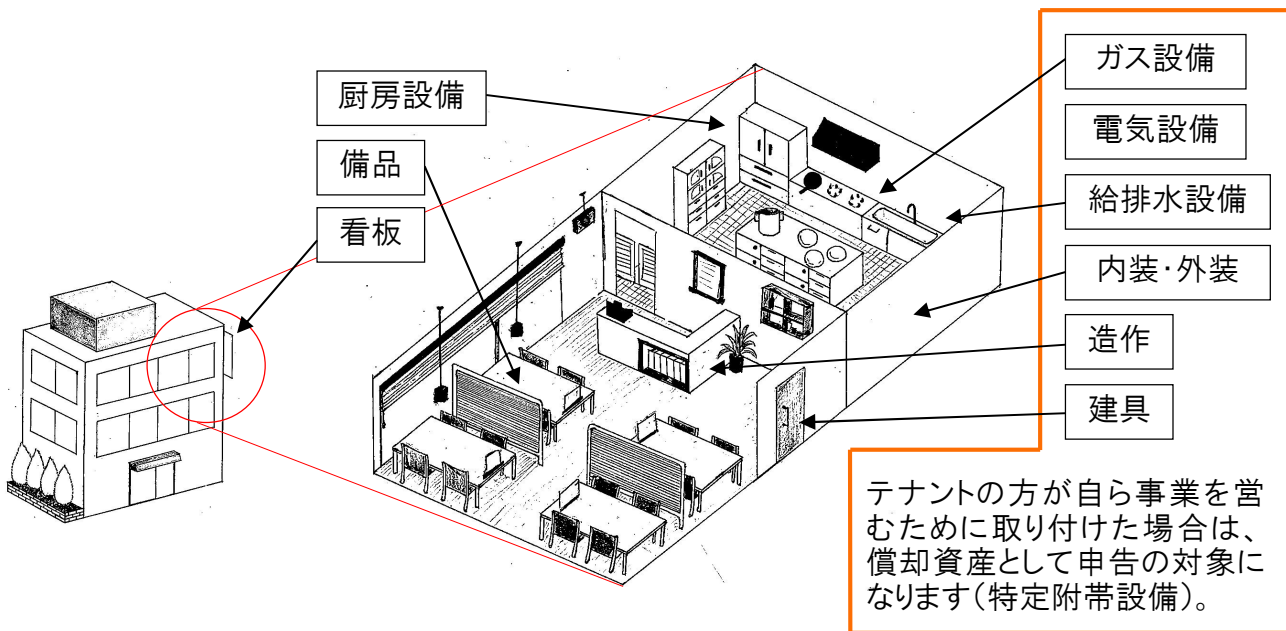 厨房設備
備品
看板
ガス設備
電気設備
給排水設備
内装・外装
造作
建具
テナントの方が自ら事業を営
むために取り付けた場合は、
償却資産として申告の対象に
なります(特定附帯設備)。